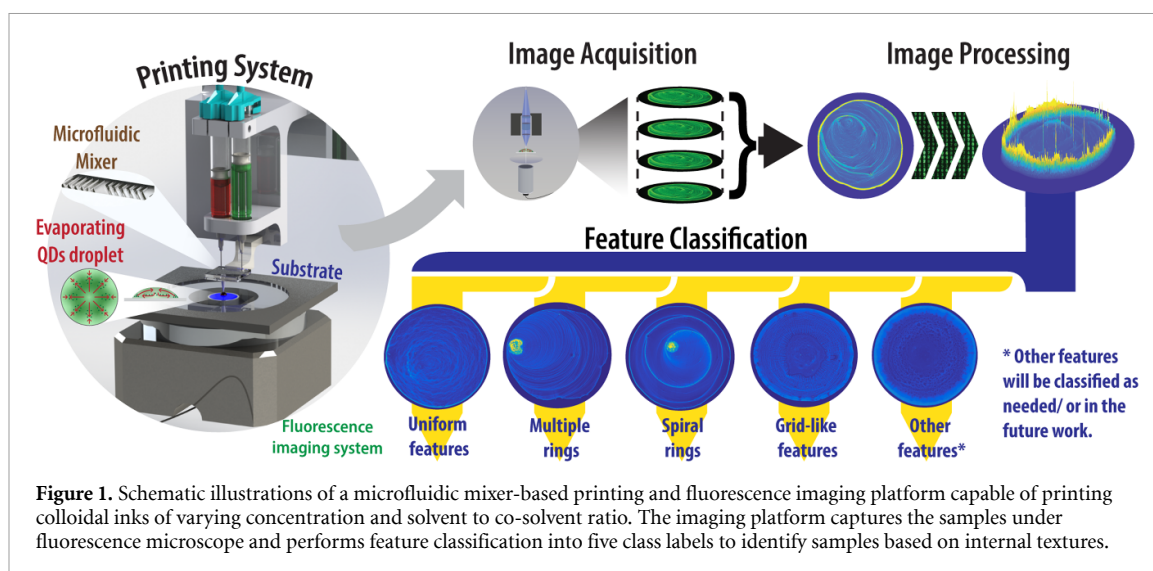 Printing System
Image Acquisition
Image Processing
Microfluidic
Mixer
Evaporating
QDs droplet
Substrate
Fluorescence
imaging system
Feature Classification
Uniform
features
Multiple
rings
Spiral
rings
Grid-like
features
Other
features*
* Other features
will be classified as
needed/ or in the
future work.
Figure 1. Schematic illustrations of a microfluidic mixer-based printing and fluorescence imaging platform capable of printing
colloidal inks of varying concentration and solvent to co-solvent ratio. The imaging platform captures the samples under
fluorescence microscope and performs feature classification into five class labels to identify samples based on internal textures.